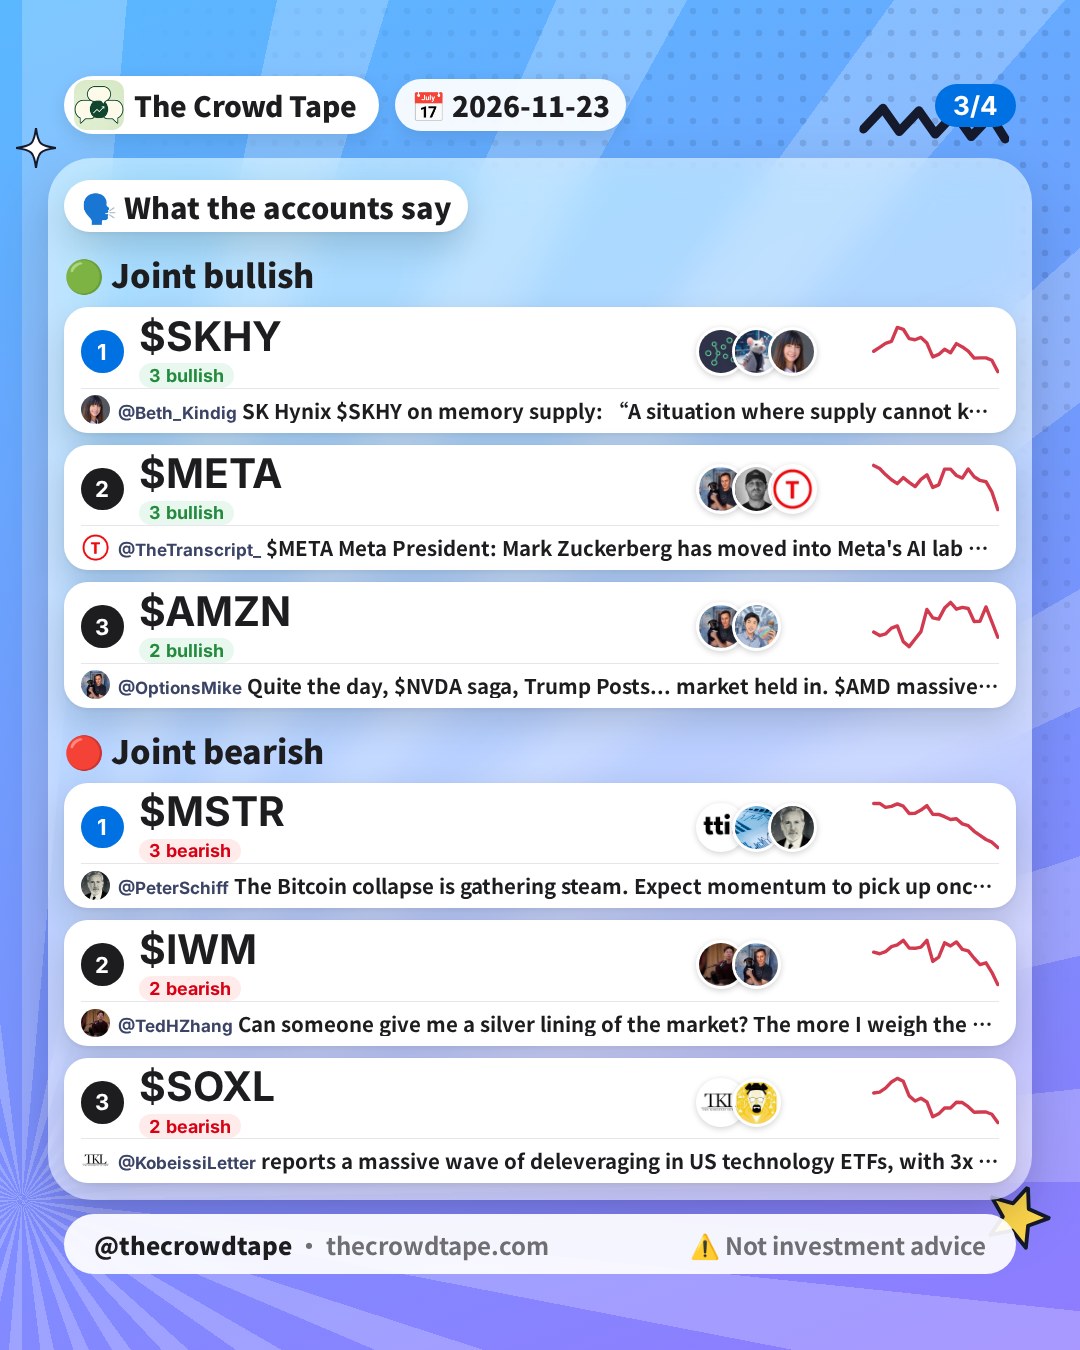 The Crowd Tape
July 2026-11-23
3/4
What the accounts say
Joint bullish
1
$SKHY
3 bullish
@Beth_Kindig SK Hynix $SKHY on memory supply: “A situation where supply cannot k…
2
$META
3 bullish
T
T @TheTranscript_ $META Meta President: Mark Zuckerberg has moved into Meta's AI lab …
3
$AMZN
2 bullish
@OptionsMike Quite the day, $NVDA saga, Trump Posts... market held in. $AMD massive…
Joint bearish
1
$MSTR
3 bearish
tti
@PeterSchiff The Bitcoin collapse is gathering steam. Expect momentum to pick up onc…
2
$IWM
2 bearish
@TedHZhang Can someone give me a silver lining of the market? The more I weigh the …
3
$SOXL
2 bearish
TKL
TKL @KobeissiLetter reports a massive wave of deleveraging in US technology ETFs, with 3x …
@thecrowdtape • thecrowdtape.com
Not investment advice